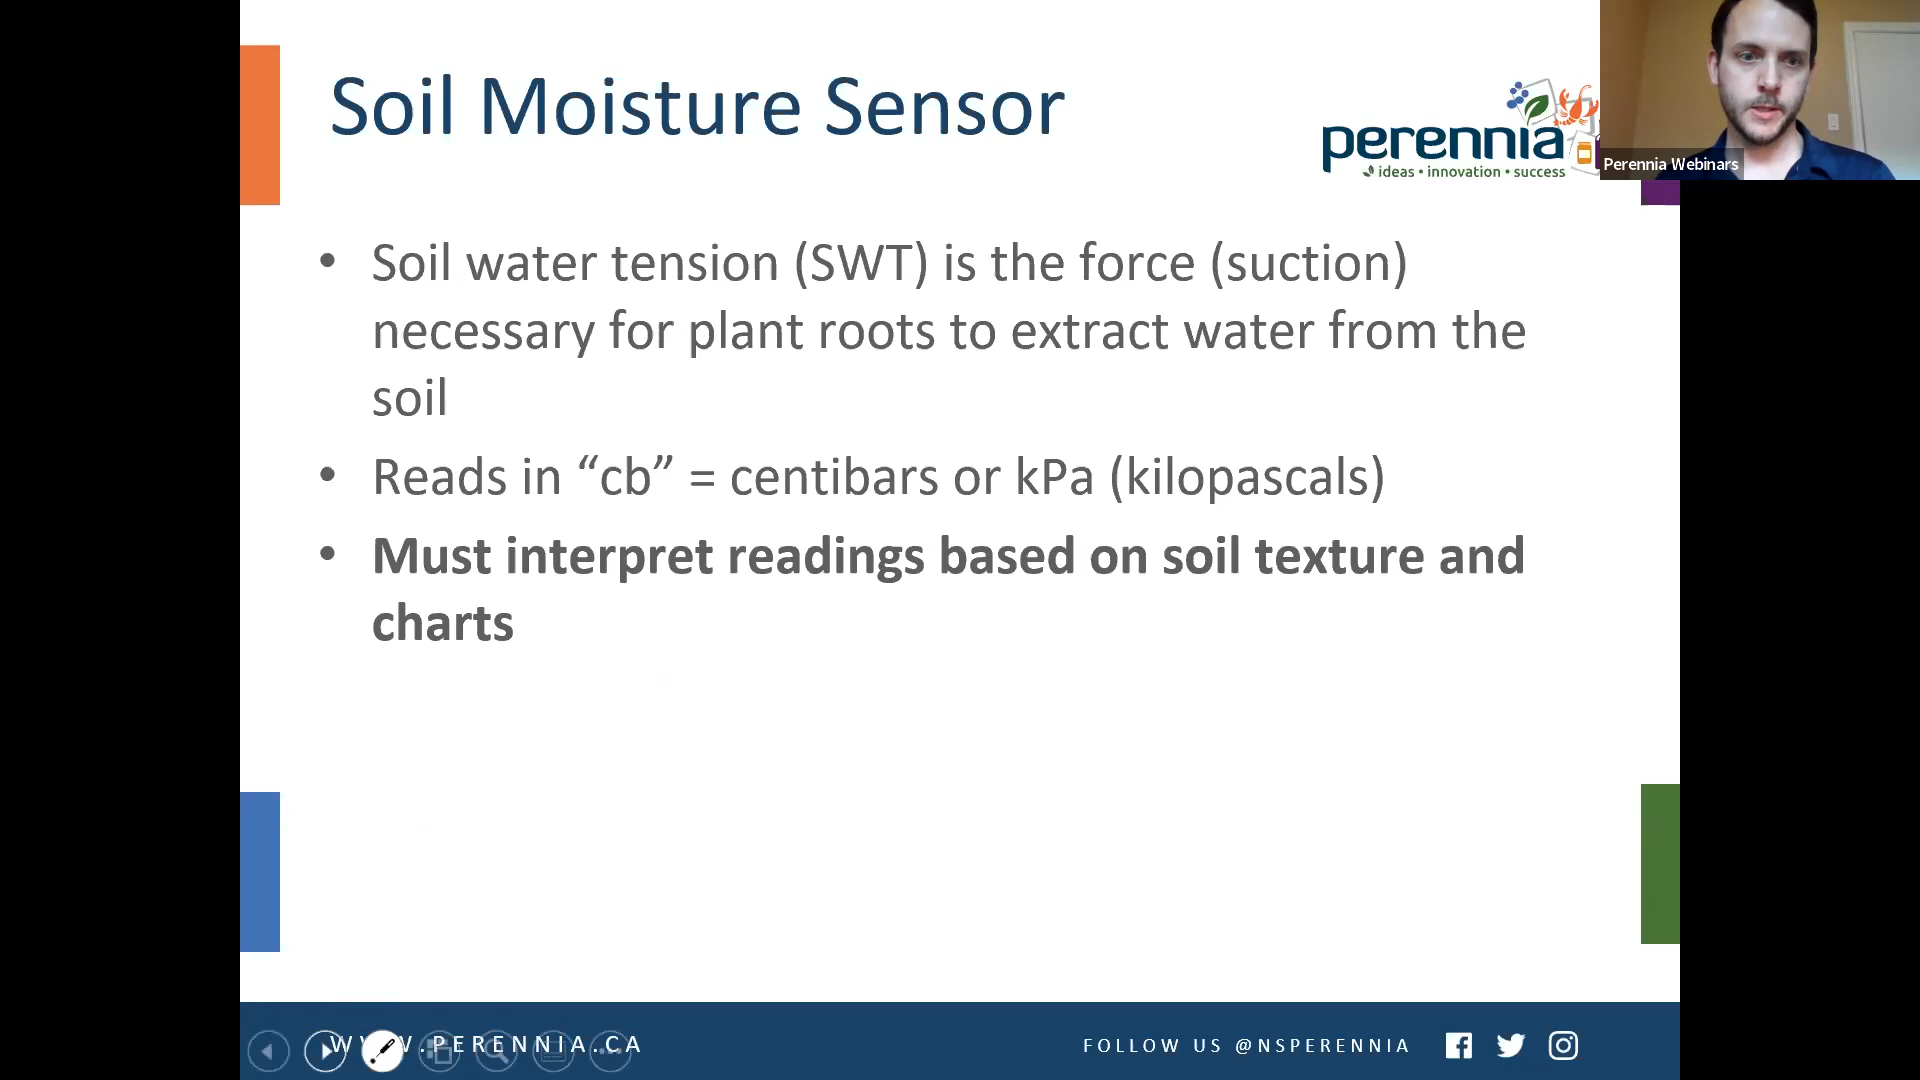 Soil Moisture Sensor
perennia
ideas • innovation • success
Perennia Webinars
• Soil water tension (SWT) is the force (suction)
necessary for plant roots to extract water from the
soil
• Reads in “cb” = centibars or kPa (kilopascals)
• Must interpret readings based on soil texture and
charts
WWW.PERENNIA.CA
FOLLOW US @NSPERENNIA